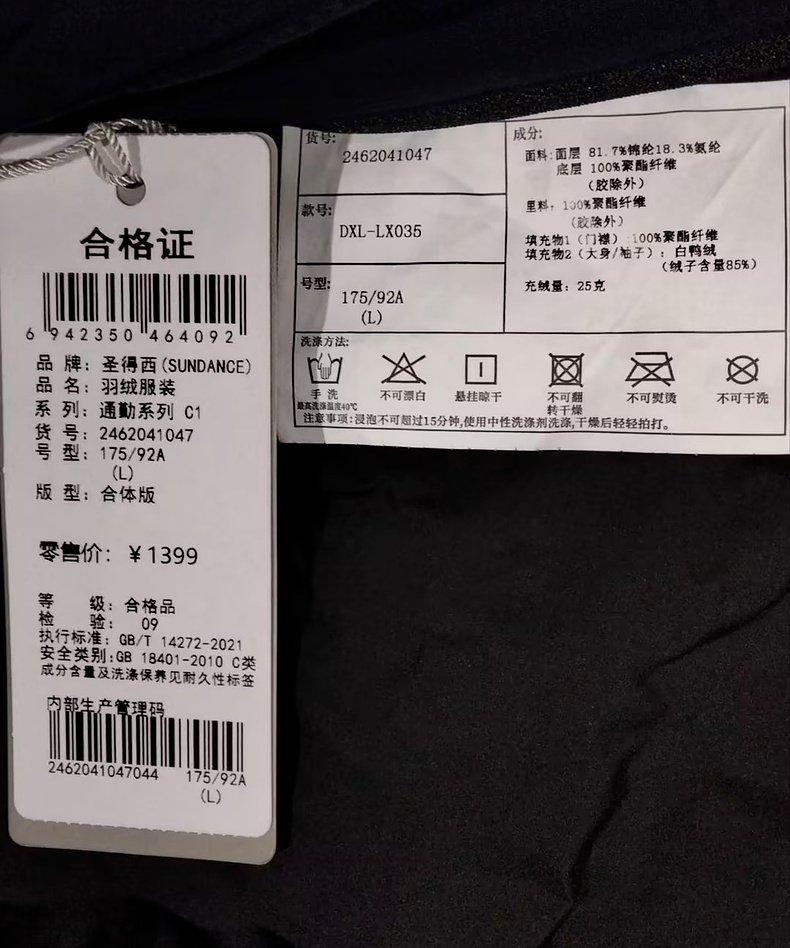 合格证
6 942350 464092
品 牌：圣得西(SUNDANCE)
品 名：羽绒服装
系 列：通勤系列 C1
货 号：2462041047
号 型：175/92A
(L)
版 型：合体版
零售价：￥1399
等 级：合格品
检 验：09
执行标准：GB/T 14272-2021
安全类别:GB 18401-2010 C类
成分含量及洗涤保养见耐久性标签
内部生产管理码
2462041047044 175/92A
(L)
货号:
2462041047
款号:
DXL-LX035
号型:
175/92A
(L)
成分:
面料:面层 81.7%锦纶18.3%氨纶
底层 100%聚酯纤维
(胶除外)
里料: 100%聚酯纤维
(胶除外)
填充物1（门襟）:100%聚酯纤维
填充物2（大身/袖子）：白鸭绒
(绒子含量85%)
充绒量：25克
洗涤方法:
手 洗
最高洗涤温度40℃
不可漂白
悬挂晾干
不可翻
转干燥
不可熨烫
不可干洗
注意事项:浸泡不可超过15分钟,使用中性洗涤剂洗涤,干燥后轻轻拍打。